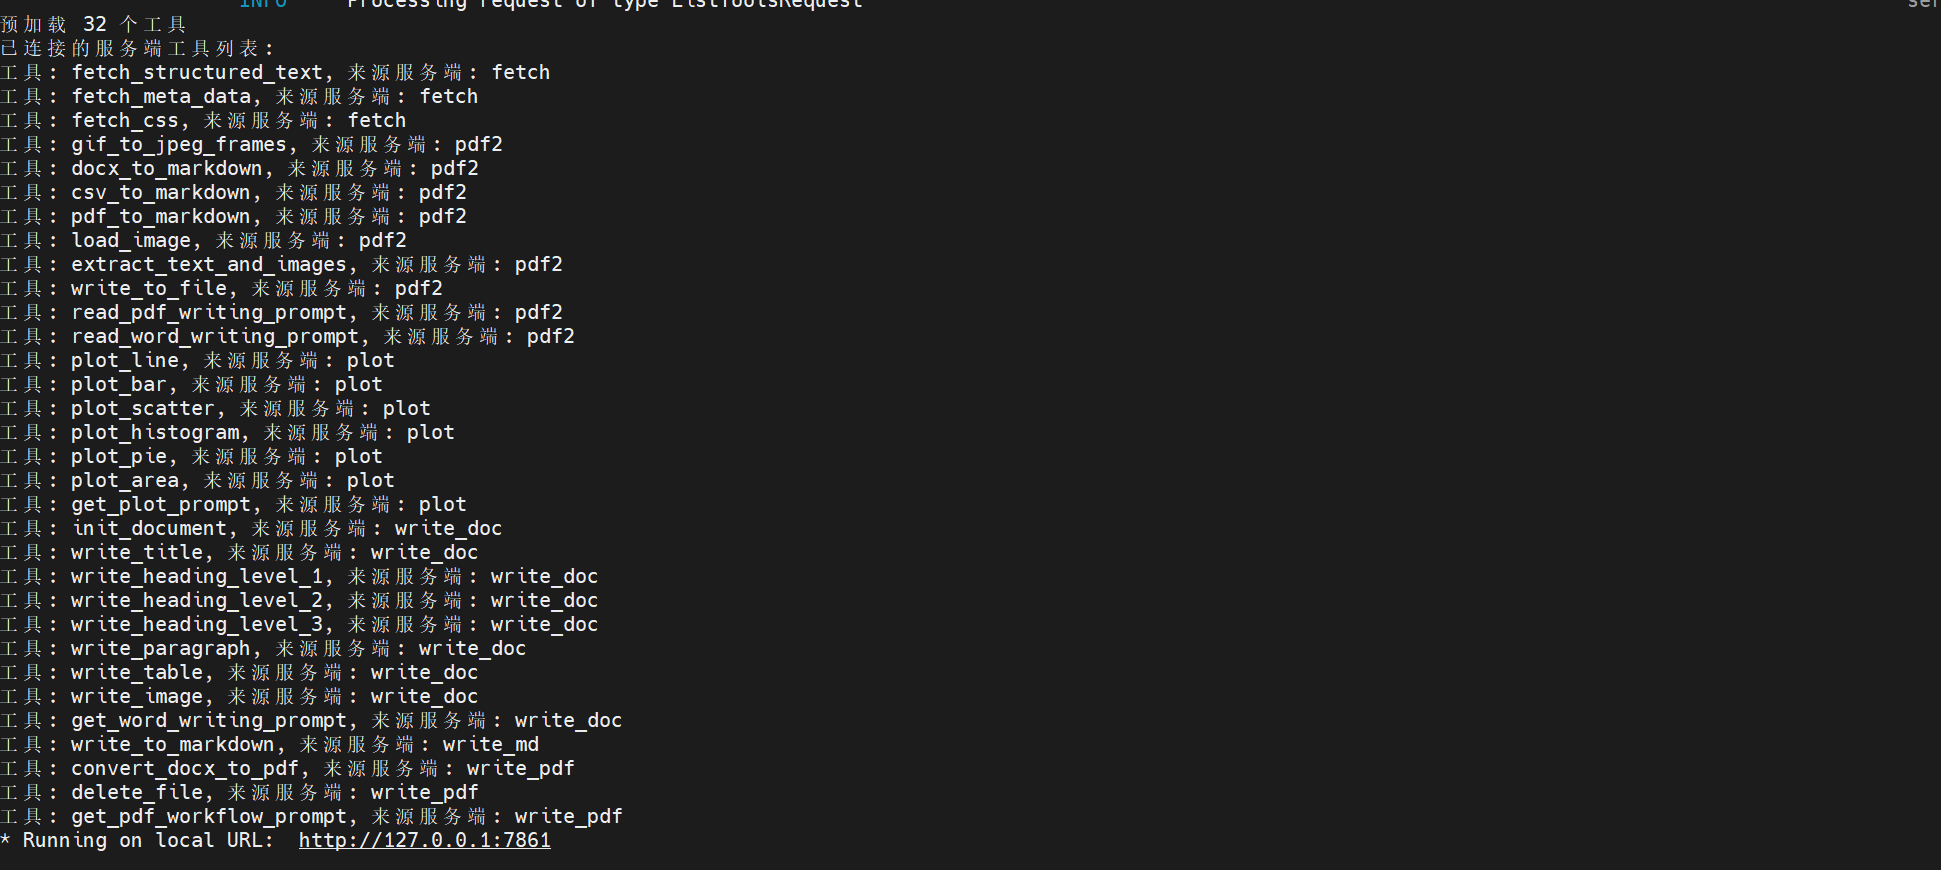 INFO Processing request of type ListToolsRequest
预加载 32 个工具
已连接的服务端工具列表:
工具: fetch_structured_text, 来源服务端: fetch
工具: fetch_meta_data, 来源服务端: fetch
工具: fetch_css, 来源服务端: fetch
工具: gif_to_jpeg_frames, 来源服务端: pdf2
工具: docx_to_markdown, 来源服务端: pdf2
工具: csv_to_markdown, 来源服务端: pdf2
工具: pdf_to_markdown, 来源服务端: pdf2
工具: load_image, 来源服务端: pdf2
工具: extract_text_and_images, 来源服务端: pdf2
工具: write_to_file, 来源服务端: pdf2
工具: read_pdf_writing_prompt, 来源服务端: pdf2
工具: read_word_writing_prompt, 来源服务端: pdf2
工具: plot_line, 来源服务端: plot
工具: plot_bar, 来源服务端: plot
工具: plot_scatter, 来源服务端: plot
工具: plot_histogram, 来源服务端: plot
工具: plot_pie, 来源服务端: plot
工具: plot_area, 来源服务端: plot
工具: get_plot_prompt, 来源服务端: plot
工具: init_document, 来源服务端: write_doc
工具: write_title, 来源服务端: write_doc
工具: write_heading_level_1, 来源服务端: write_doc
工具: write_heading_level_2, 来源服务端: write_doc
工具: write_heading_level_3, 来源服务端: write_doc
工具: write_paragraph, 来源服务端: write_doc
工具: write_table, 来源服务端: write_doc
工具: write_image, 来源服务端: write_doc
工具: get_word_writing_prompt, 来源服务端: write_doc
工具: write_to_markdown, 来源服务端: write_md
工具: convert_docx_to_pdf, 来源服务端: write_pdf
工具: delete_file, 来源服务端: write_pdf
工具: get_pdf_workflow_prompt, 来源服务端: write_pdf
* Running on local URL: http://127.0.0.1:7861